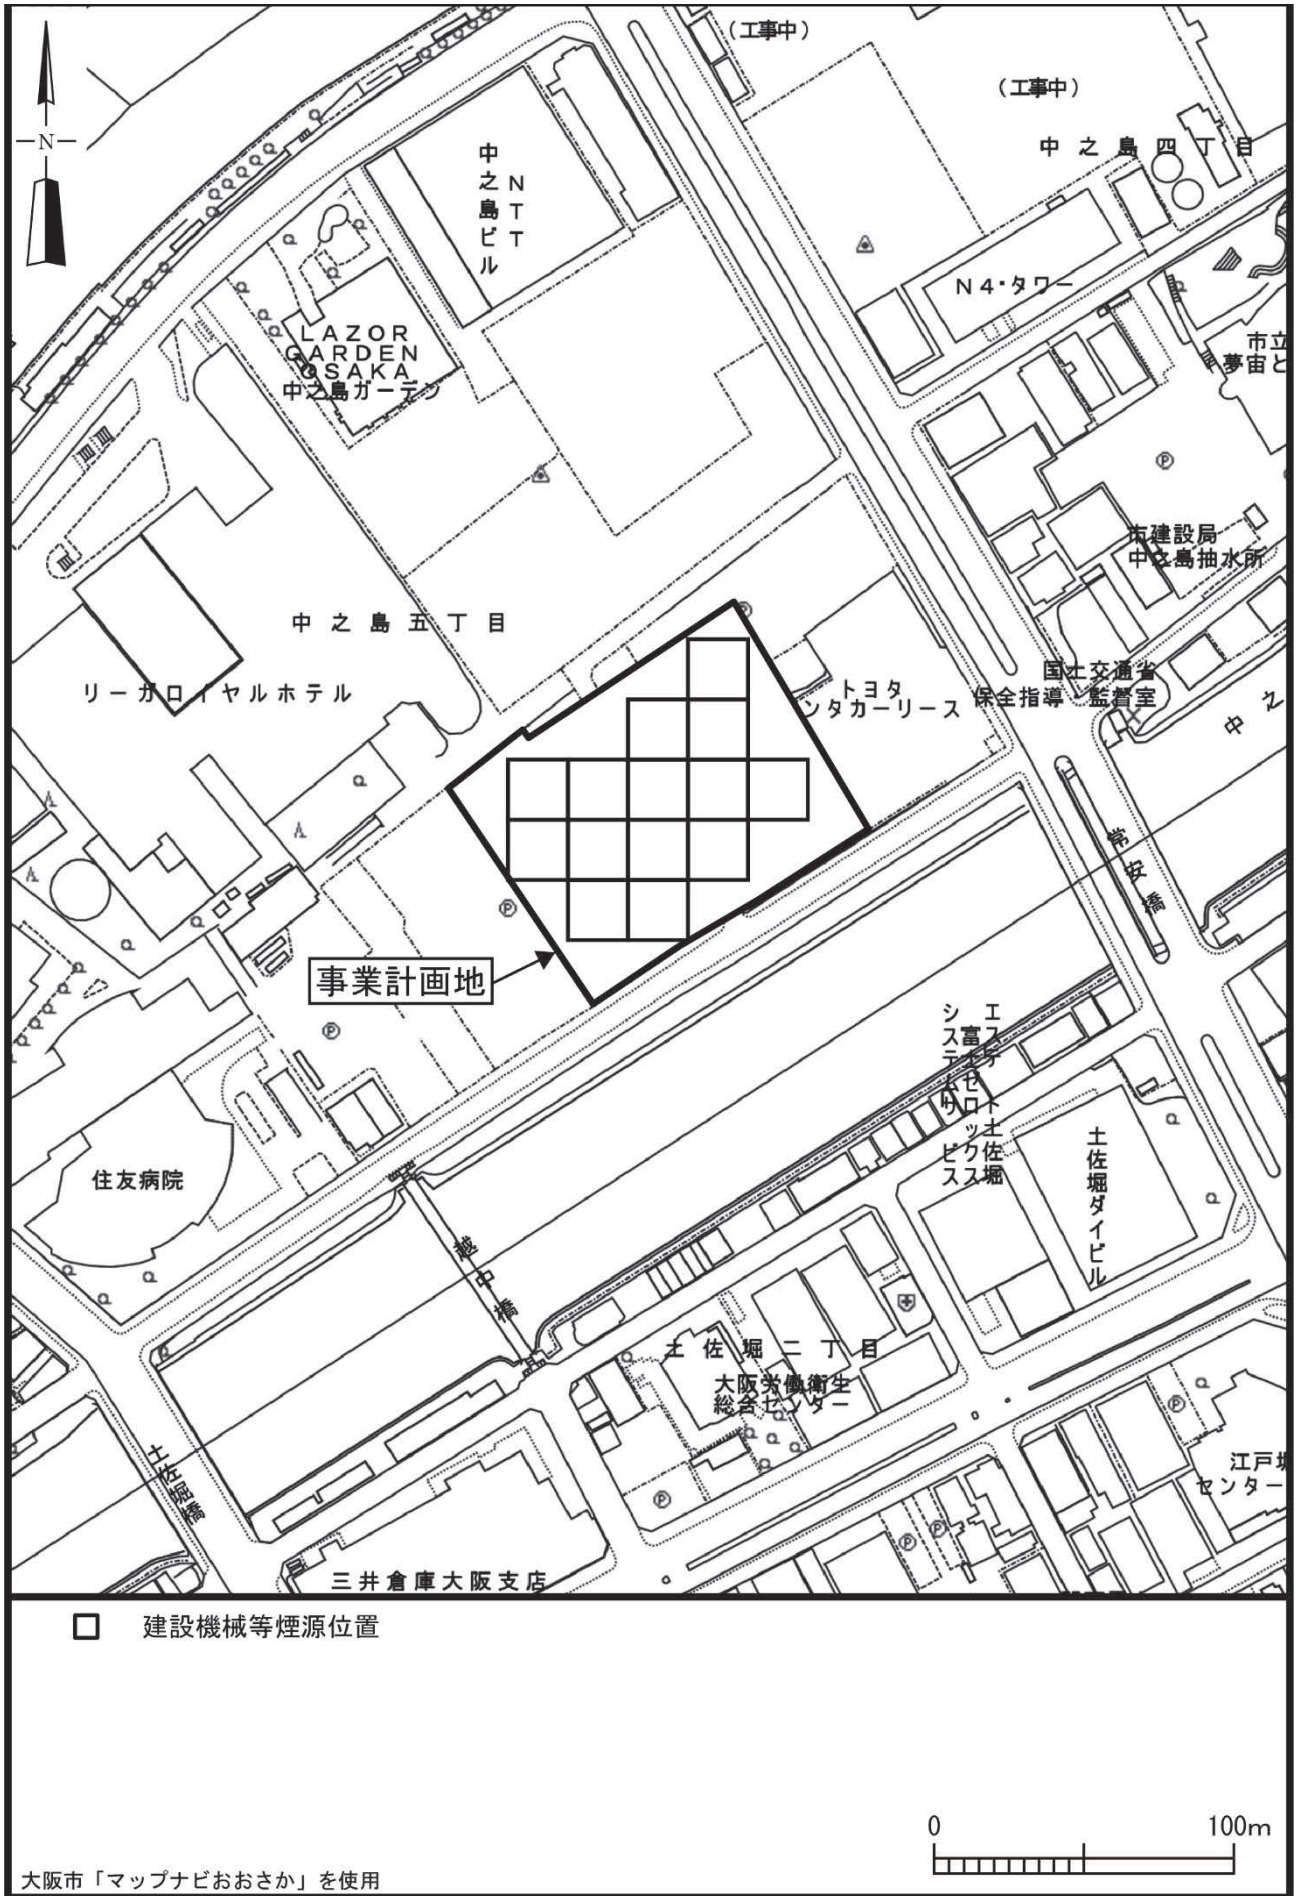 (工事中)
(工事中)
N
中之島四丁目
NTT
中之島ビル
N4・タワー
LAZOR
GARDEN
OSAKA
中之島ガーデン
市立
夢宙と
P
市建設局
中之島抽水所
中之島五丁目
リーガロイヤルホテル
トヨタ
ンタカーリース
国土交通省
保全指導 監督室
中之
常安橋
P
事業計画地
P
住友病院
エステート土佐堀
富士ゼロックス
システムサービス
土佐堀ダイビル
越中橋
土佐堀二丁目
大阪労働衛生
総合センター
P
土佐堀橋
P
P
P
江戸堀
センター
三井倉庫大阪支店
建設機械等煙源位置
0 100m
大阪市「マップナビおおさか」を使用